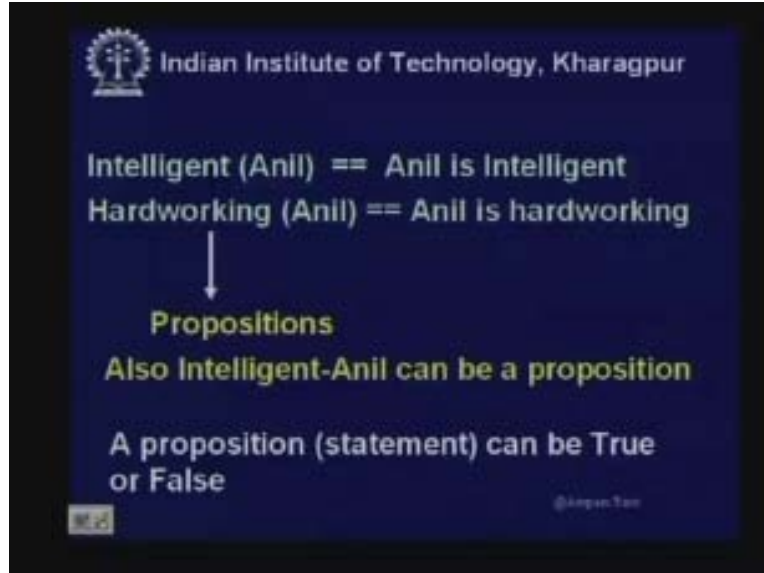 Indian Institute of Technology, Kharagpur
Intelligent (Anil) == Anil is Intelligent
Hardworking (Anil) == Anil is hardworking
Propositions
Also Intelligent-Anil can be a proposition
A proposition (statement) can be True
or False